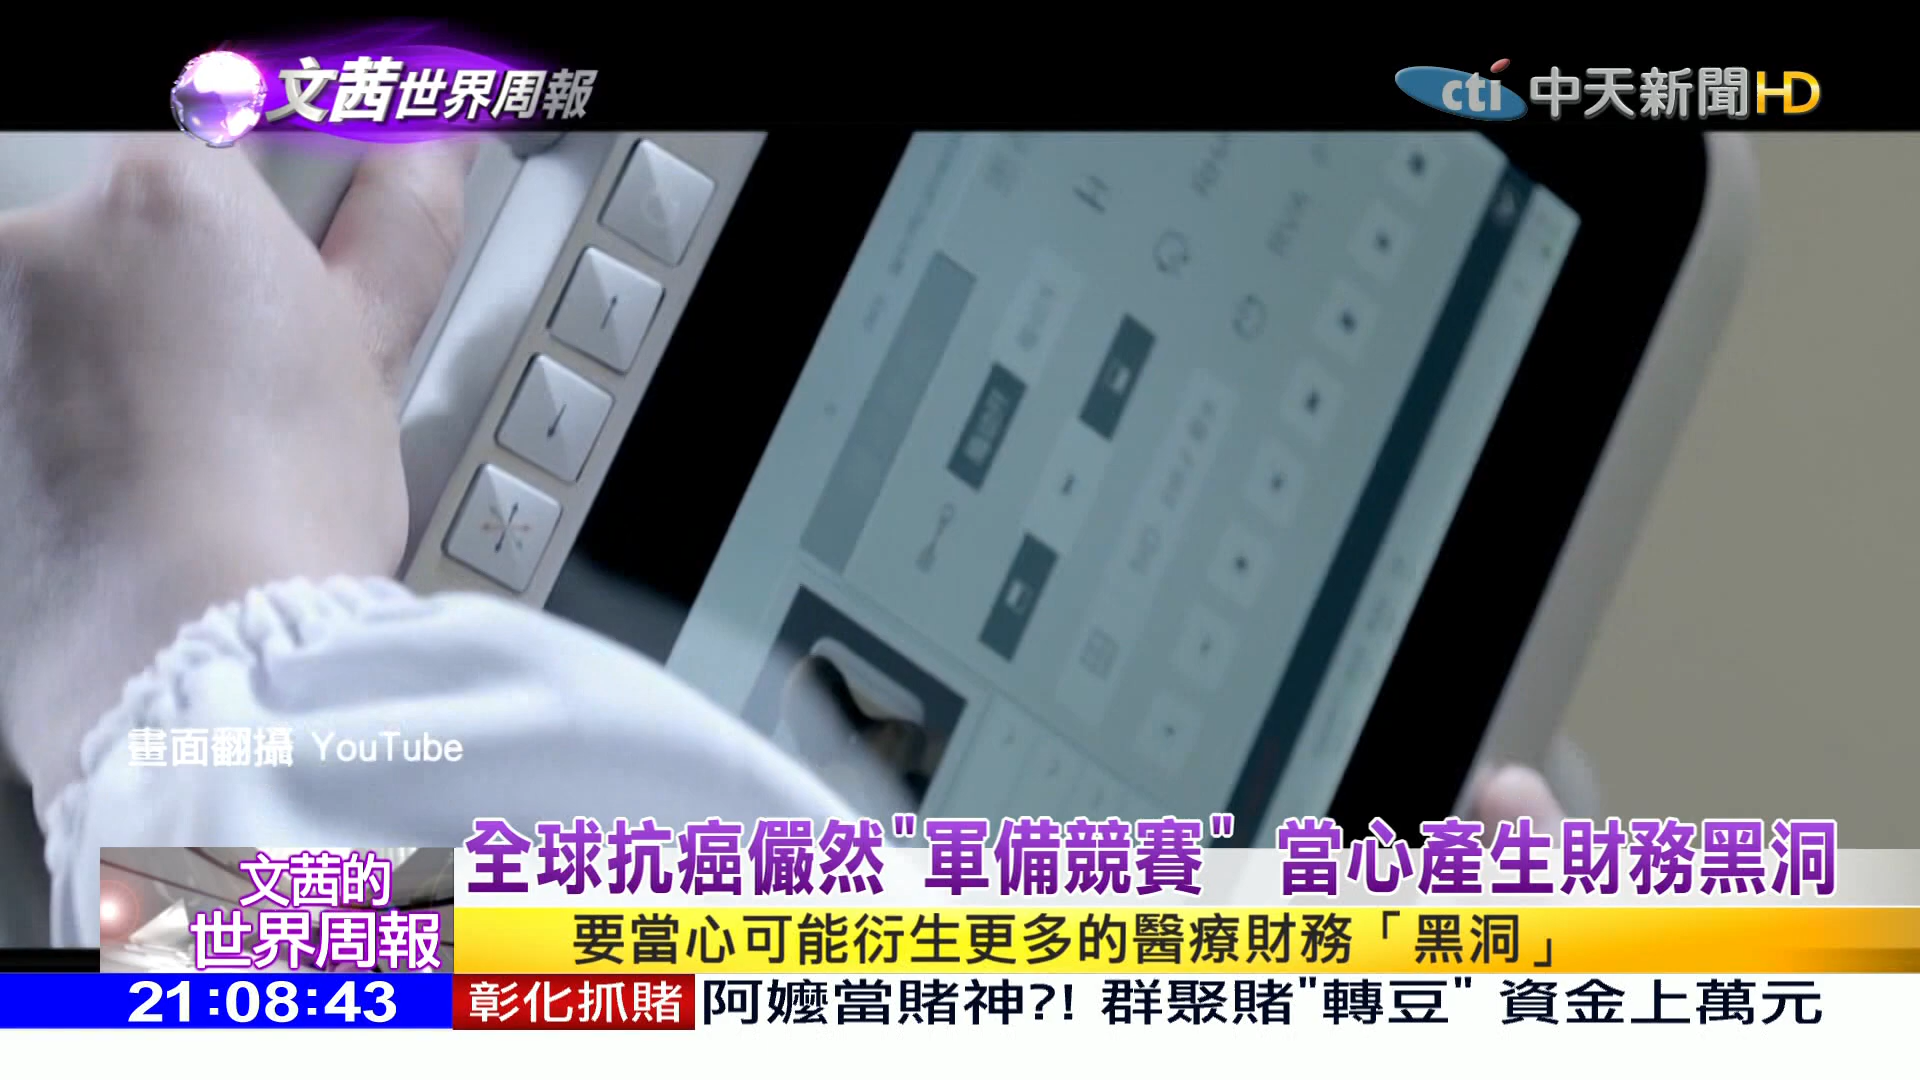 文茜世界周報
cti 中天新聞HD
畫面翻攝 YouTube
全球抗癌儼然"軍備競賽" 當心產生財務黑洞
文茜的
世界周報
要當心可能衍生更多的醫療財務「黑洞」
21:08:43
彰化抓賭 阿嬤當賭神?! 群聚賭"轉豆" 資金上萬元